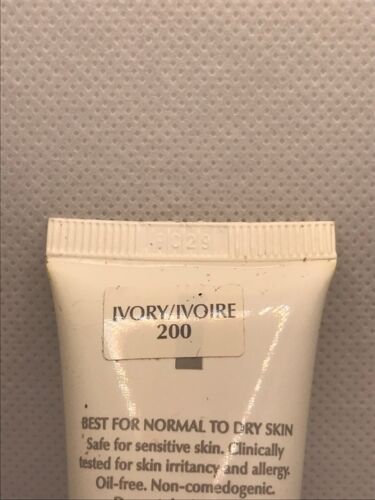 IVORY/IVOIRE
200
BEST FOR NORMAL TO DRY SKIN
Safe for sensitive skin. Clinically
tested for skin irritancy and allergy.
Oil-free. Non-comedogenic.